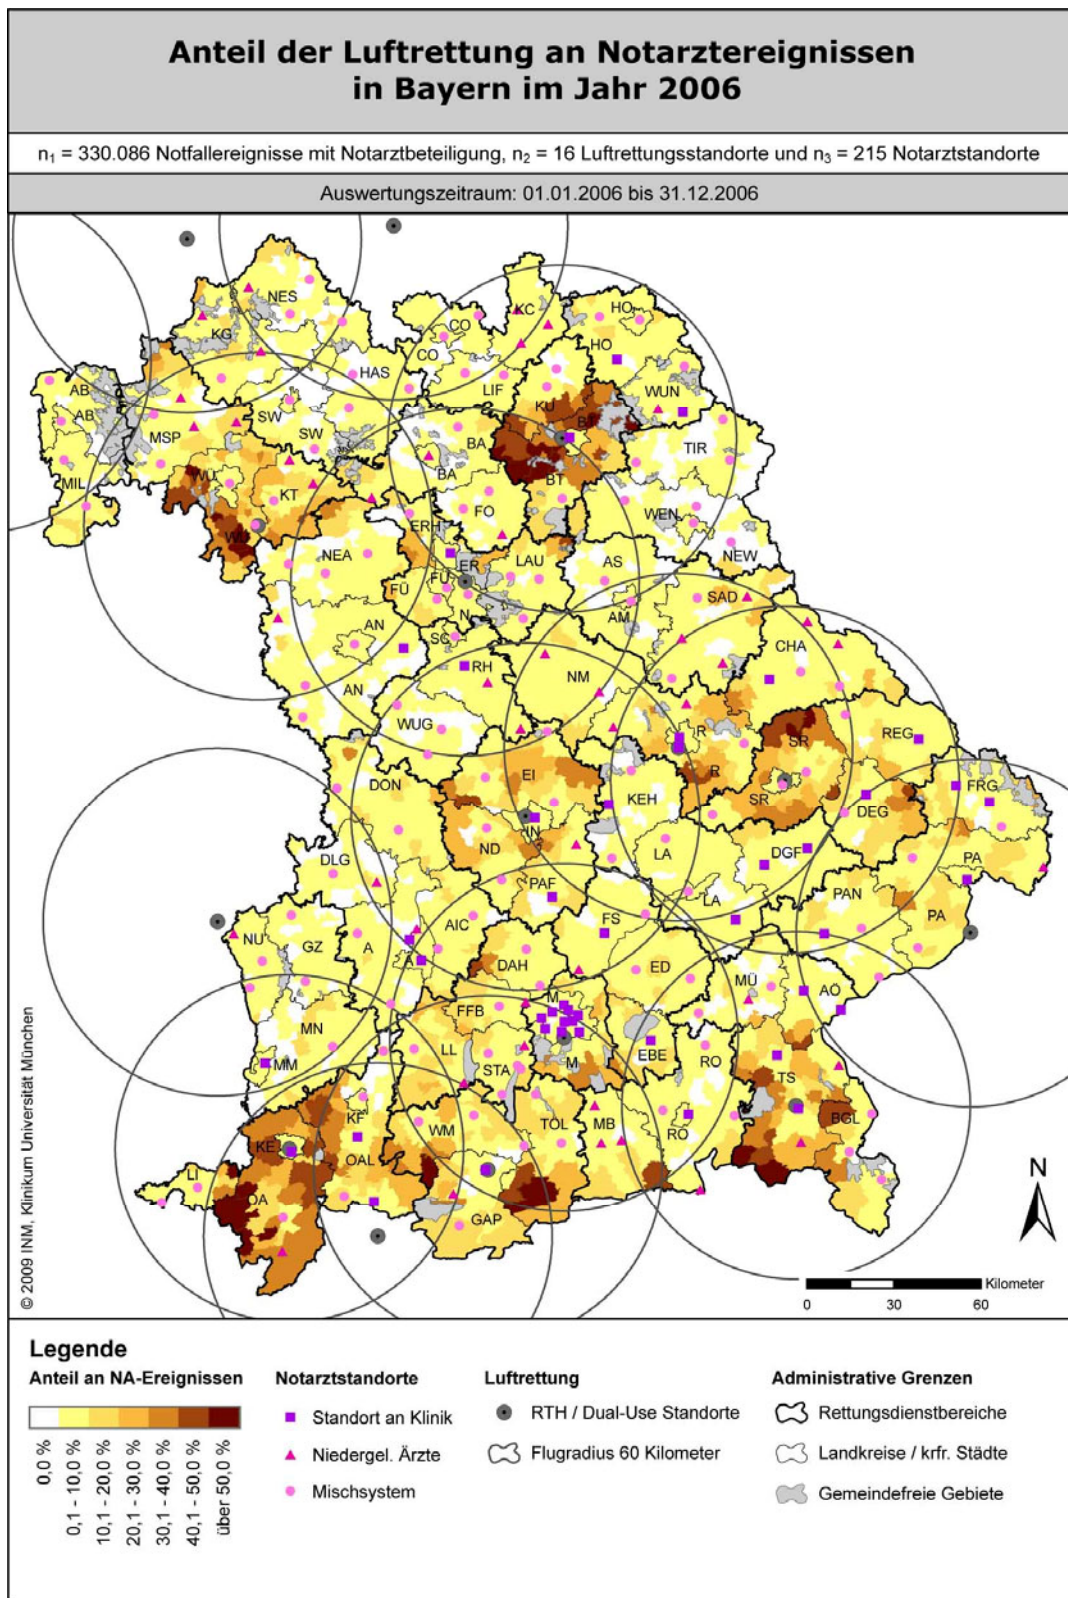 Anteil der Luftrettung an Notarztereignissen
in Bayern im Jahr 2006
n₁ = 330.086 Notfallereignisse mit Notarztbeteiligung, n₂ = 16 Luftrettungsstandorte und n₃ = 215 Notarztstandorte
Auswertungszeitraum: 01.01.2006 bis 31.12.2006
NES
KG
CO
KC
HO
CO
HO
HAS
LIF
KU
WUN
AB
AB
MSP
SW
SW
BA
BT
TIR
MIL
WÜ
KT
BA
BT
FO
WEN
WÜ
NEA
ERH
ER
LAU
AS
NEW
FÜ
FÜ
N
AM
SAD
AN
SC
RH
NM
CHA
AN
WUG
R
SR
REG
DON
EI
KEH
R
SR
DEG
FRG
IN
ND
LA
DGF
PA
DLG
PAF
LA
PAN
PA
NU
GZ
A
AIC
FS
A
DAH
ED
MÜ
AÖ
FFB
M
MN
LL
M
EBE
RO
TS
MM
STA
KF
WM
TÖL
MB
RO
BGL
KE
OAL
LI
OA
GAP
N
Kilometer
0 30 60
© 2009 INM, Klinikum Universität München
Legende
Anteil an NA-Ereignissen
0,0 %
0,1 - 10,0 %
10,1 - 20,0 %
20,1 - 30,0 %
30,1 - 40,0 %
40,1 - 50,0 %
über 50,0 %
Notarztstandorte
Standort an Klinik
Niedergel. Ärzte
Mischsystem
Luftrettung
RTH / Dual-Use Standorte
Flugradius 60 Kilometer
Administrative Grenzen
Rettungsdienstbereiche
Landkreise / krfr. Städte
Gemeindefreie Gebiete